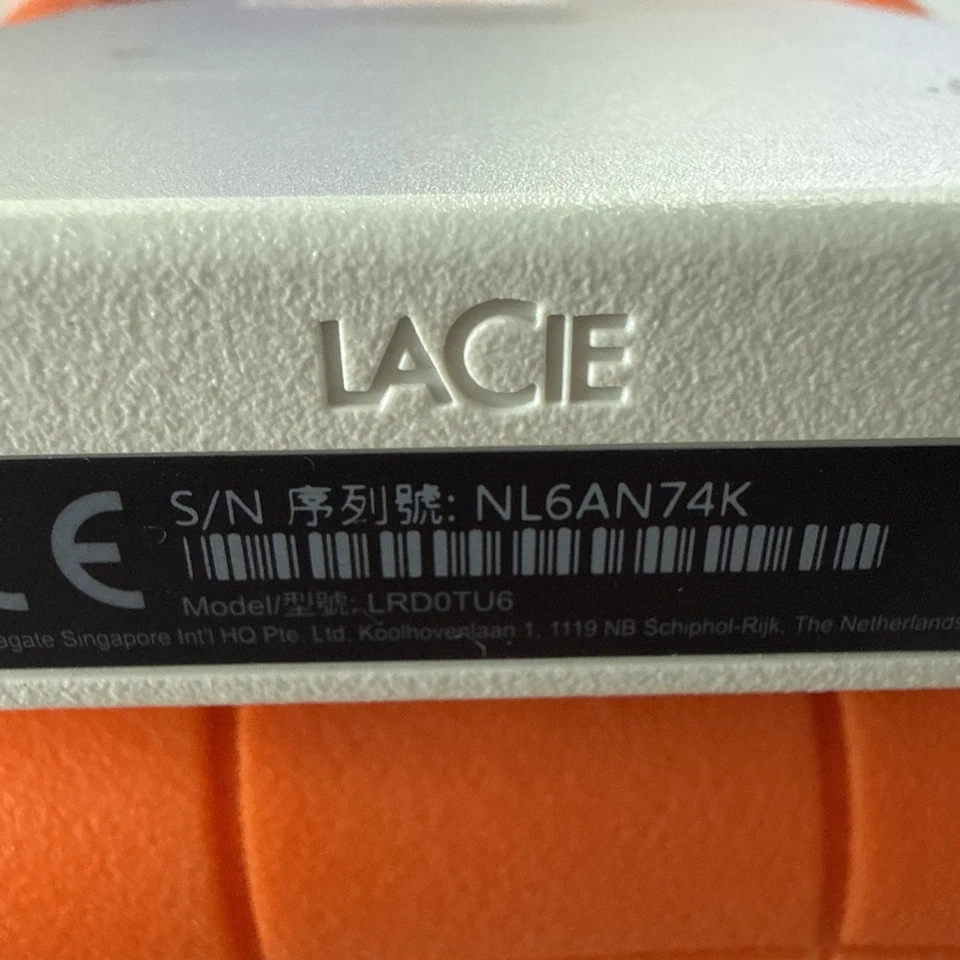 LACIE
S/N 序列號: NL6AN74K
Model/型號: LRD0TU6
agate Singapore Int'l HQ Pte. Ltd. Koolhovenlaan 1, 1119 NB Schiphol-Rijk, The Netherlands